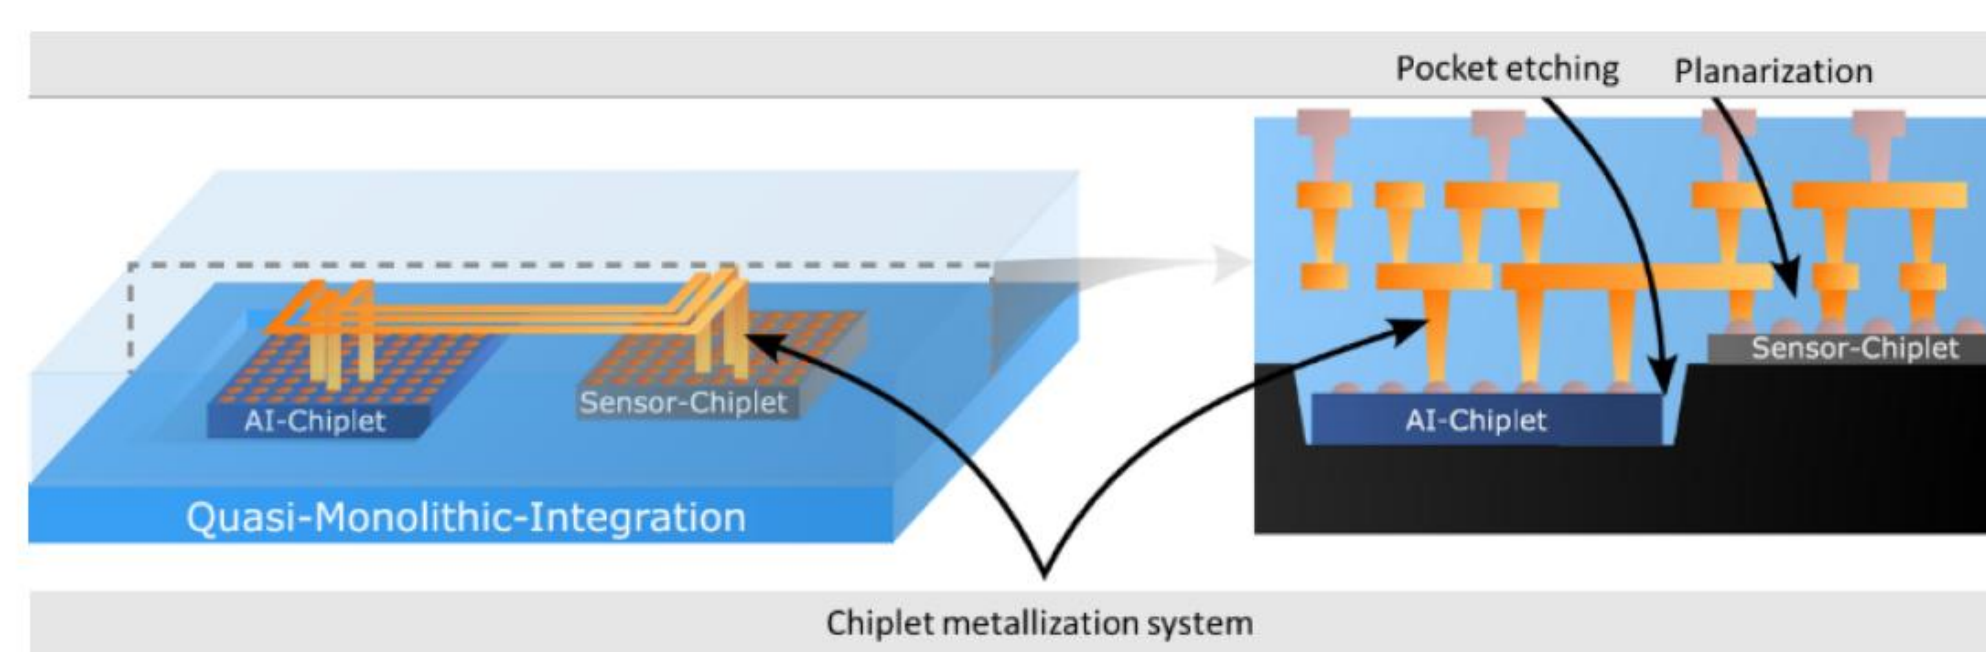 Pocket etching
Planarization
AI-Chiplet
Sensor-Chiplet
Quasi-Monolithic-Integration
Sensor-Chiplet
AI-Chiplet
Chiplet metallization system